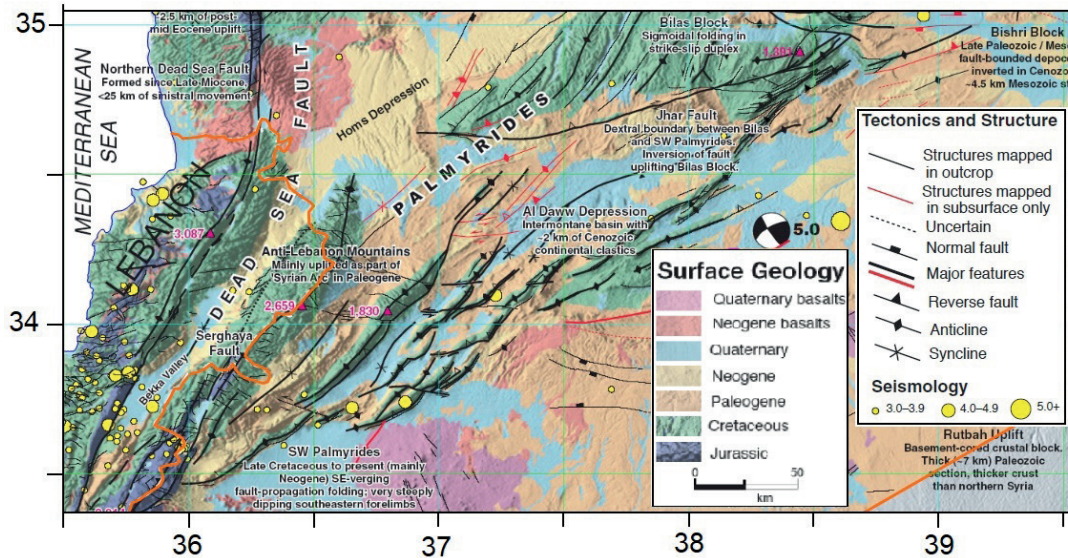 35
34
36
37
38
39
35
34
MEDITERRANEAN
SEA
LEBANON
2.5 km of post-
mid Eocene uplift.
Northern Dead Sea Fault
Formed since Late Miocene,
<25 km of sinistral movement
DEAD SEA FAULT
Homs Depression
PALMYRIDES
Bilas Block
Sigmoidal folding in
strike-slip duplex
Bishri Block
Late Paleozoic / Mes
fault-bounded depoc
inverted in Cenozo
~4.5 km Mesozoic st
Jhar Fault
Dextral boundary between Bilas
and SW Palmyrides.
Inversion of fault
uplifting Bilas Block.
3,087
Anti-Lebanon Mountains
Mainly uplifted as part of
'Syrian Arc' in Paleogene
2,659
1,830
Serghaya
Fault
Bekka Valley
Al Daww Depression
Intermontane basin with
~2 km of Cenozoic
continental clastics
5.0
SW Palmyrides
Late Cretaceous to present (mainly
Neogene) SE-verging
fault-propagation folding; very steeply
dipping southeastern forelimbs
Surface Geology
Quaternary basalts
Neogene basalts
Quaternary
Neogene
Paleogene
Cretaceous
Jurassic
0 50
km
Tectonics and Structure
Structures mapped
in outcrop
Structures mapped
in subsurface only
Uncertain
Normal fault
Major features
Reverse fault
Anticline
Syncline
Seismology
3.0–3.9 4.0–4.9 5.0+
Rutbah Uplift
Basement-cored crustal block.
Thick (~7 km) Paleozoic
section, thicker crust
than northern Syria